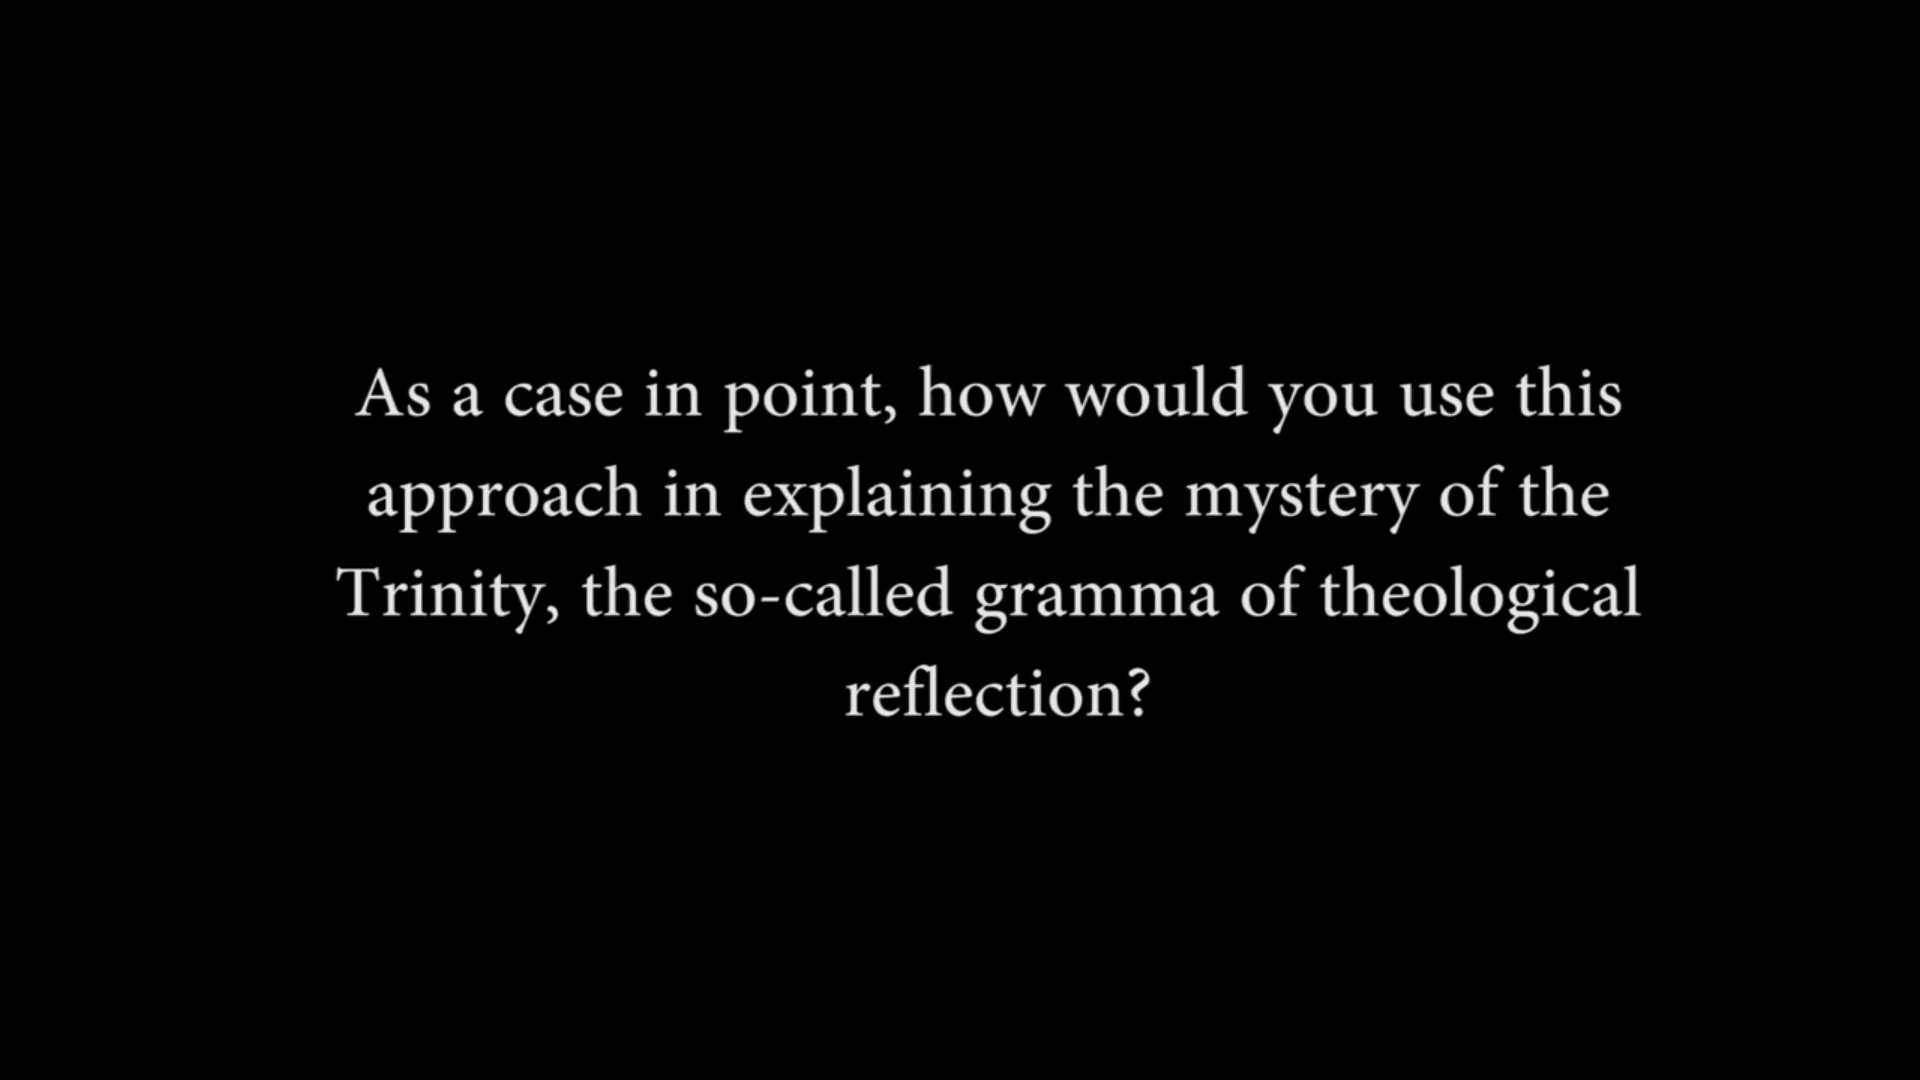 As a case in point, how would you use this
approach in explaining the mystery of the
Trinity, the so-called gramma of theological
reflection?